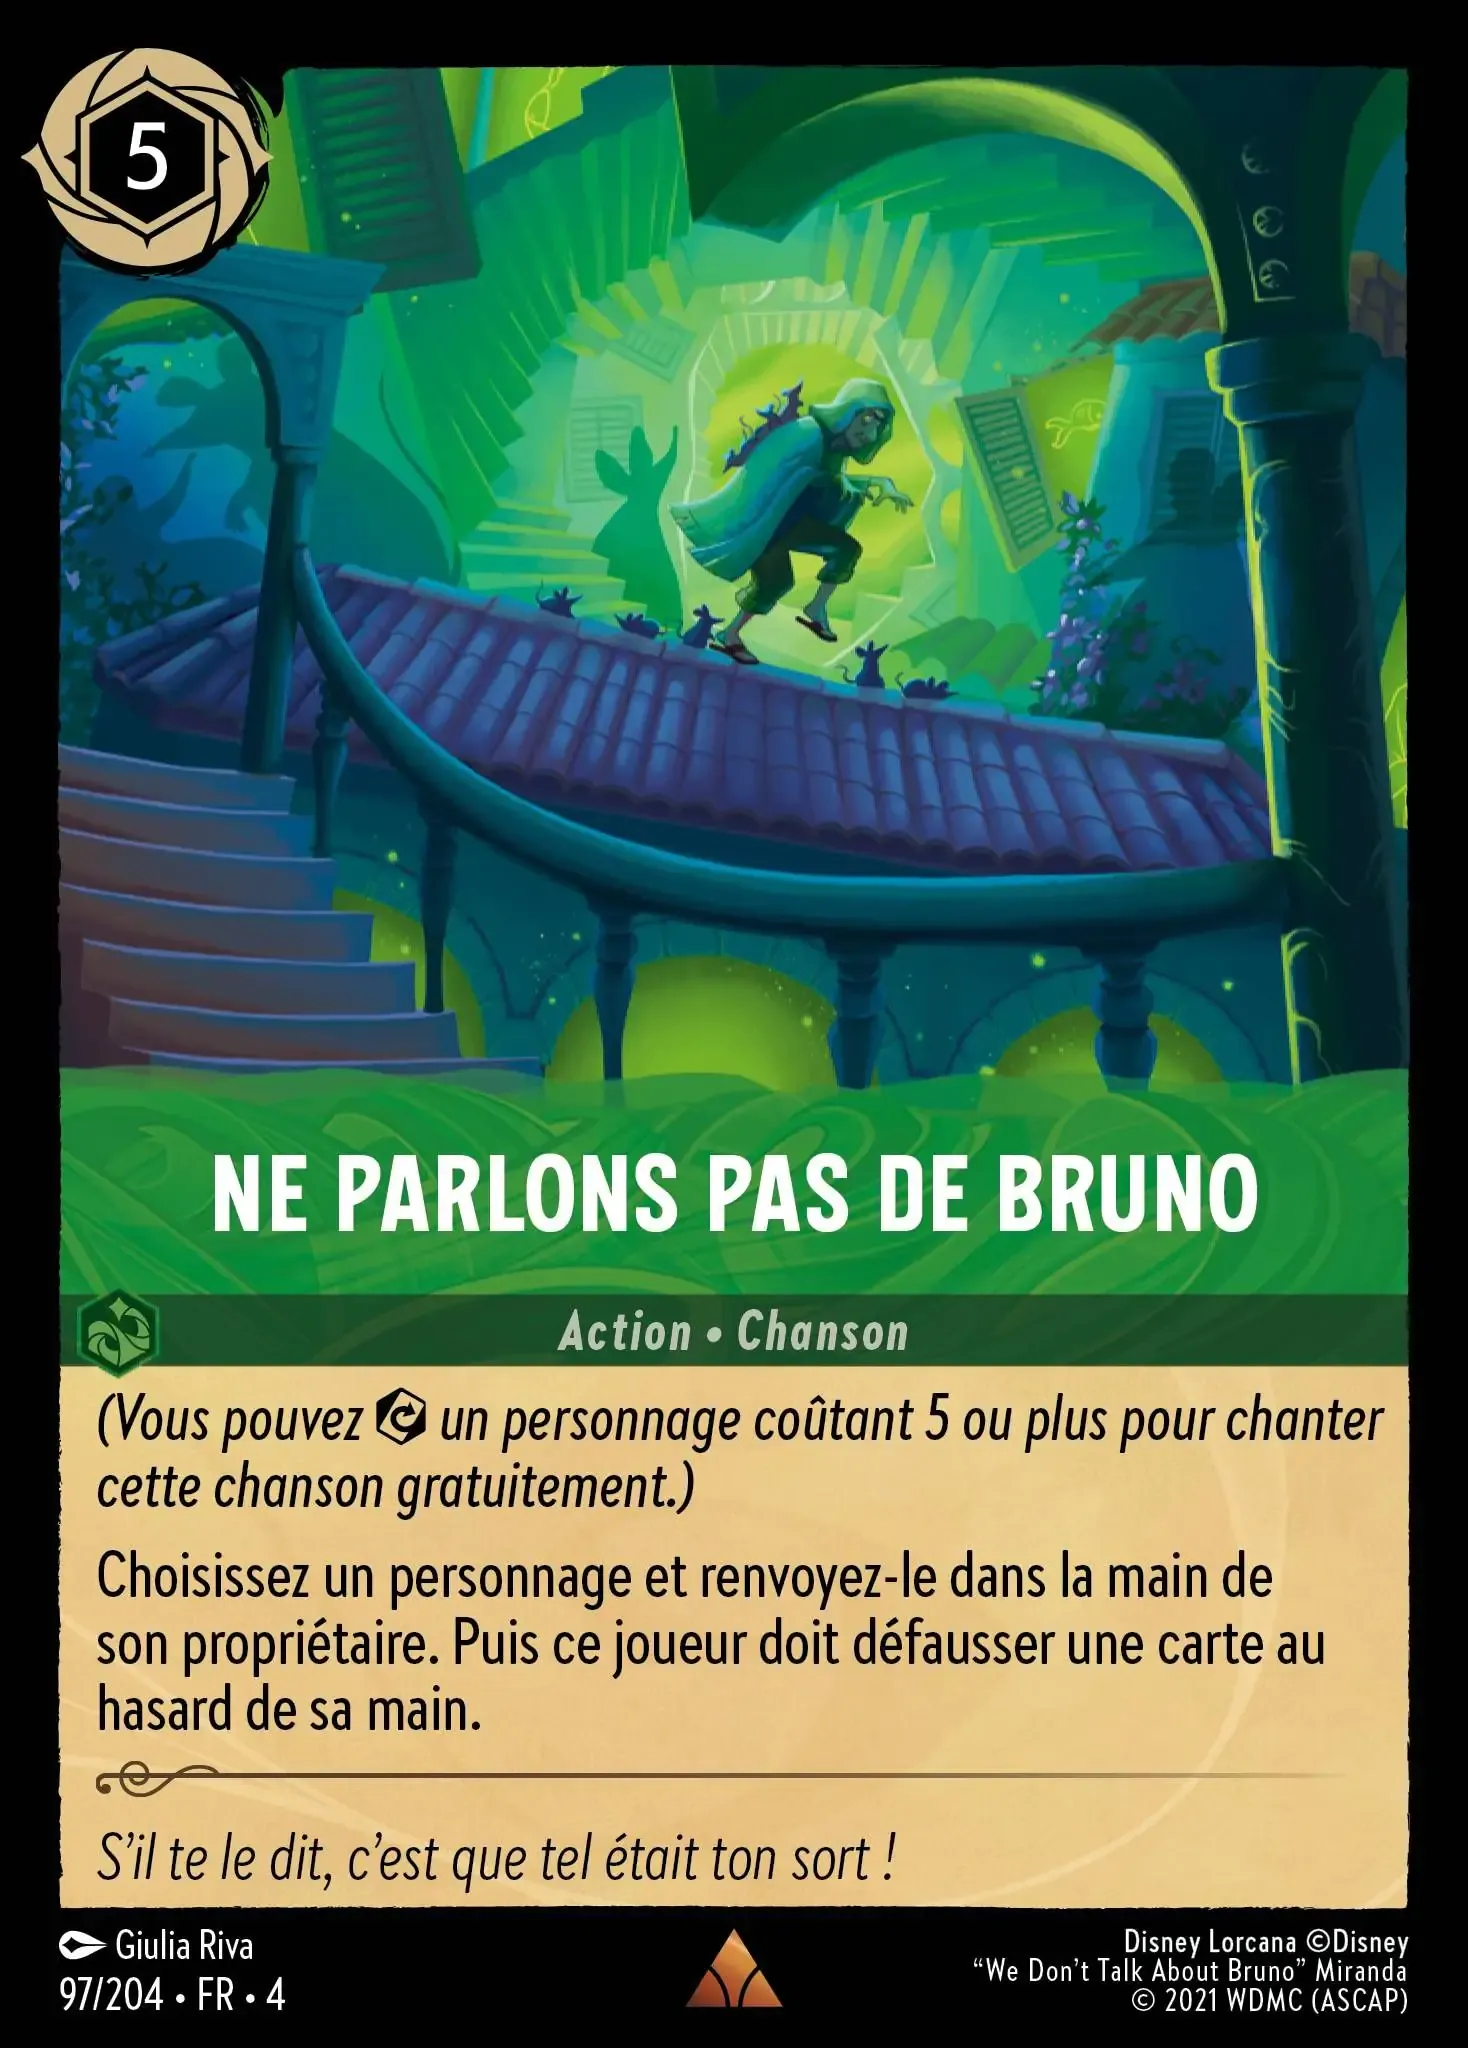 5
NE PARLONS PAS DE BRUNO
Action • Chanson
(Vous pouvez un personnage coûtant 5 ou plus pour chanter
cette chanson gratuitement.)
Choisissez un personnage et renvoyez-le dans la main de
son propriétaire. Puis ce joueur doit défausser une carte au
hasard de sa main.
S'il te le dit, c'est que tel était ton sort !
Giulia Riva
97/204 • FR • 4
Disney Lorcana ©Disney
“We Don't Talk About Bruno” Miranda
© 2021 WDMC (ASCAP)